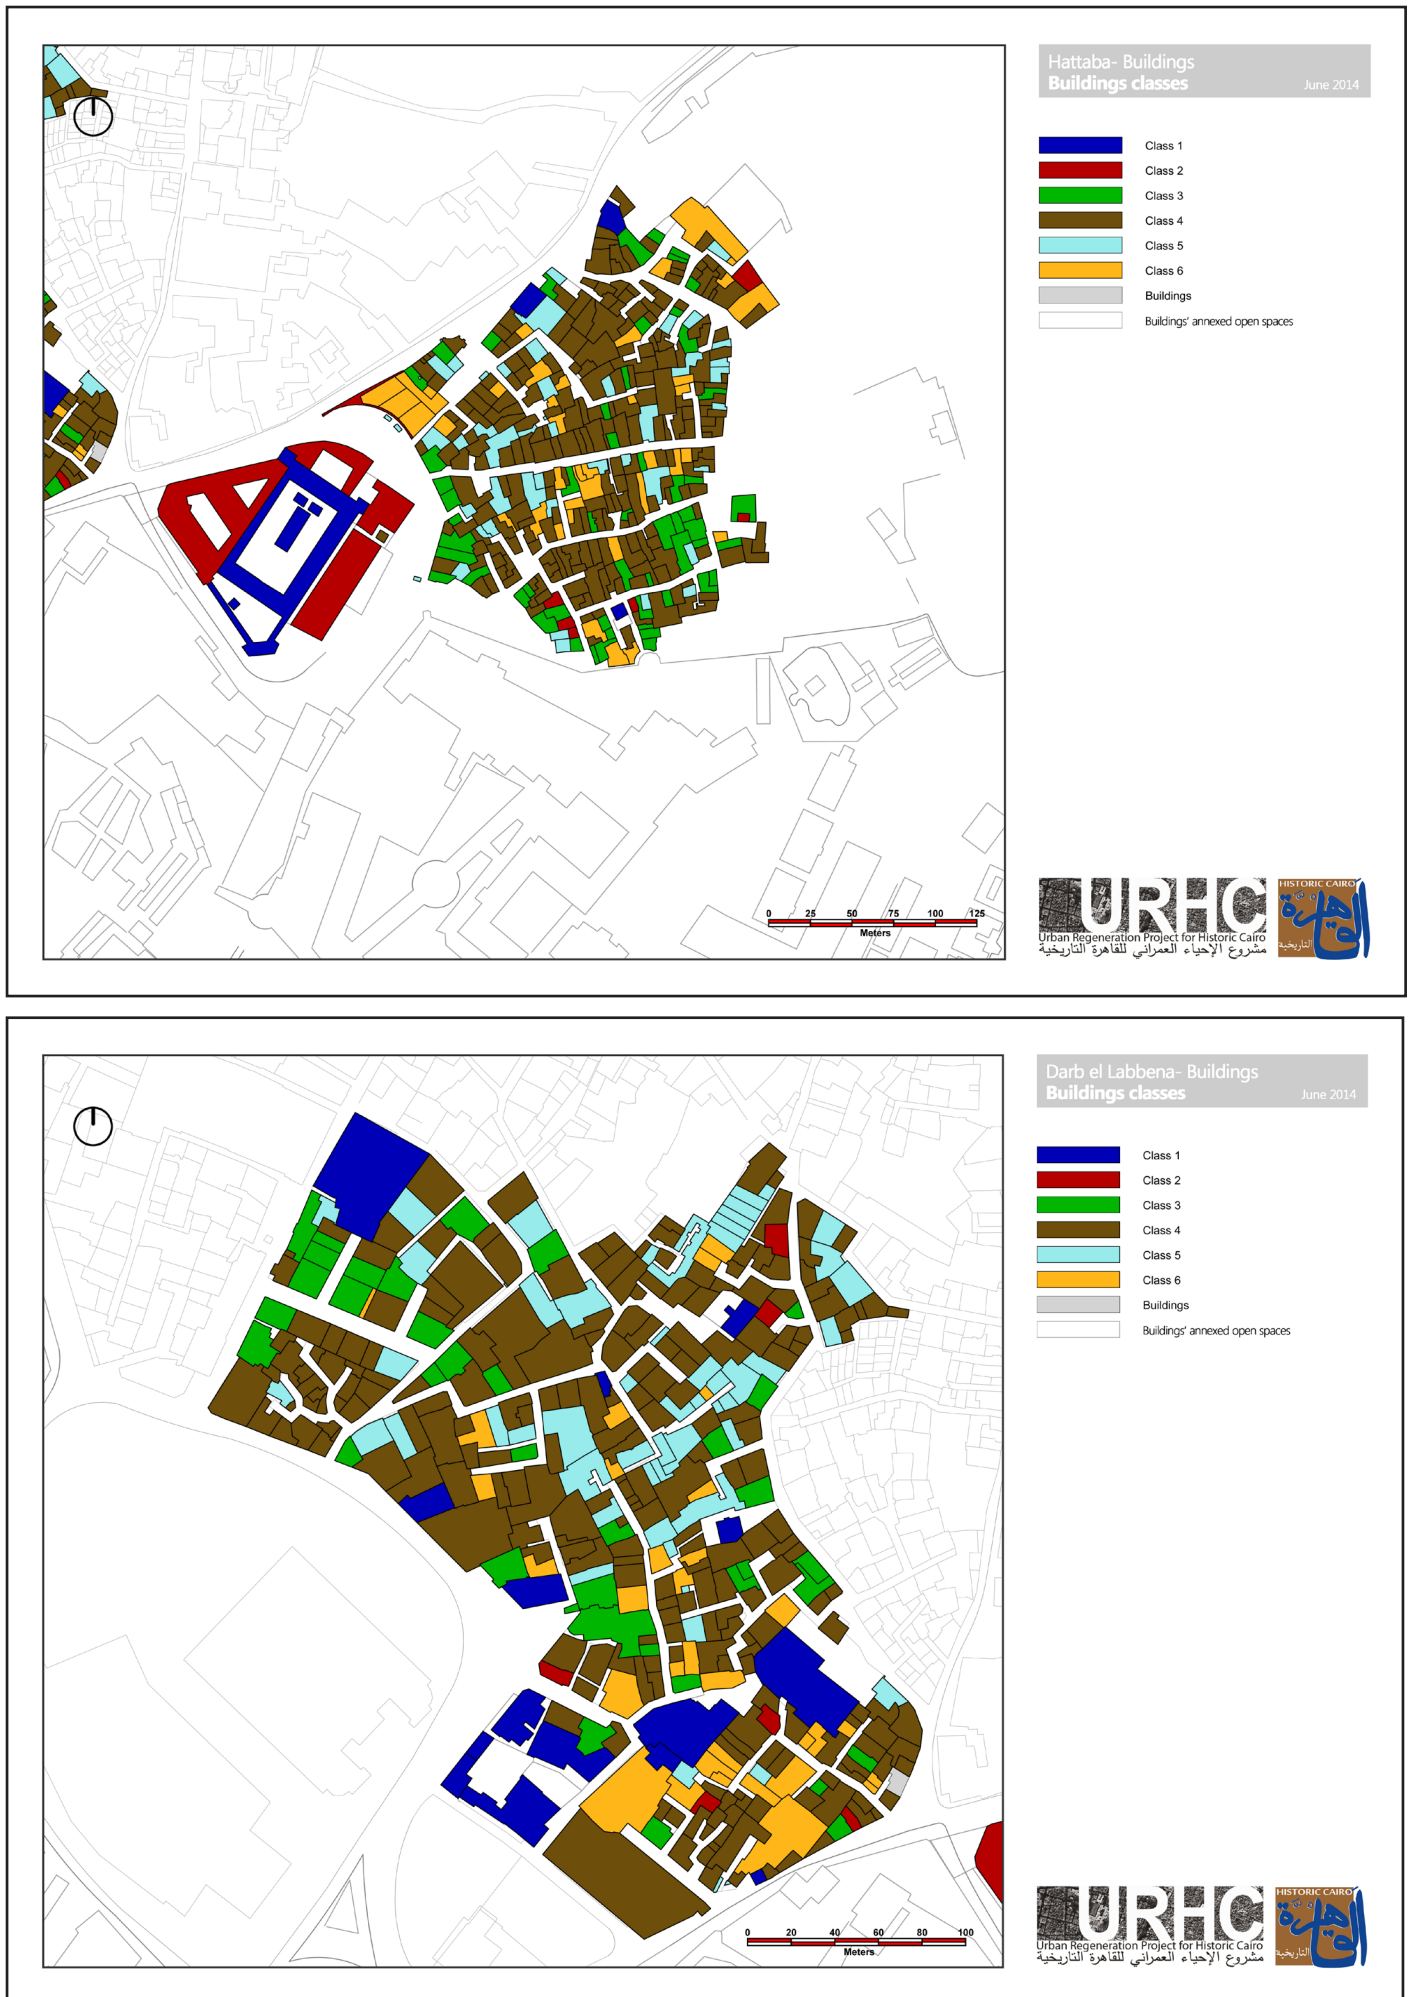 Hattaba- Buildings
Buildings classes June 2014
Class 1
Class 2
Class 3
Class 4
Class 5
Class 6
Buildings
Buildings' annexed open spaces
0 25 50 75 100 125
Meters
URHC
Urban Regeneration Project for Historic Cairo
مشروع الإحياء العمراني للقاهرة التاريخية
HISTORIC CAIRO
القاهرة
التاريخية
Darb el Labbena- Buildings
Buildings classes June 2014
Class 1
Class 2
Class 3
Class 4
Class 5
Class 6
Buildings
Buildings' annexed open spaces
0 20 40 60 80 100
Meters
URHC
Urban Regeneration Project for Historic Cairo
مشروع الإحياء العمراني للقاهرة التاريخية
HISTORIC CAIRO
القاهرة
التاريخية